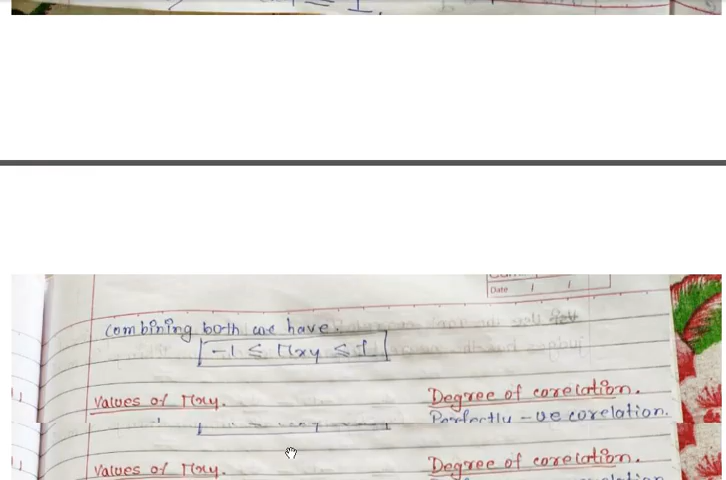 Date / /
combining both we have.
-1 ≤ rxy ≤ 1
Values of rxy. Degree of corelation.
Perfectly -ve corelation.
Values of rxy. Degree of corelation.